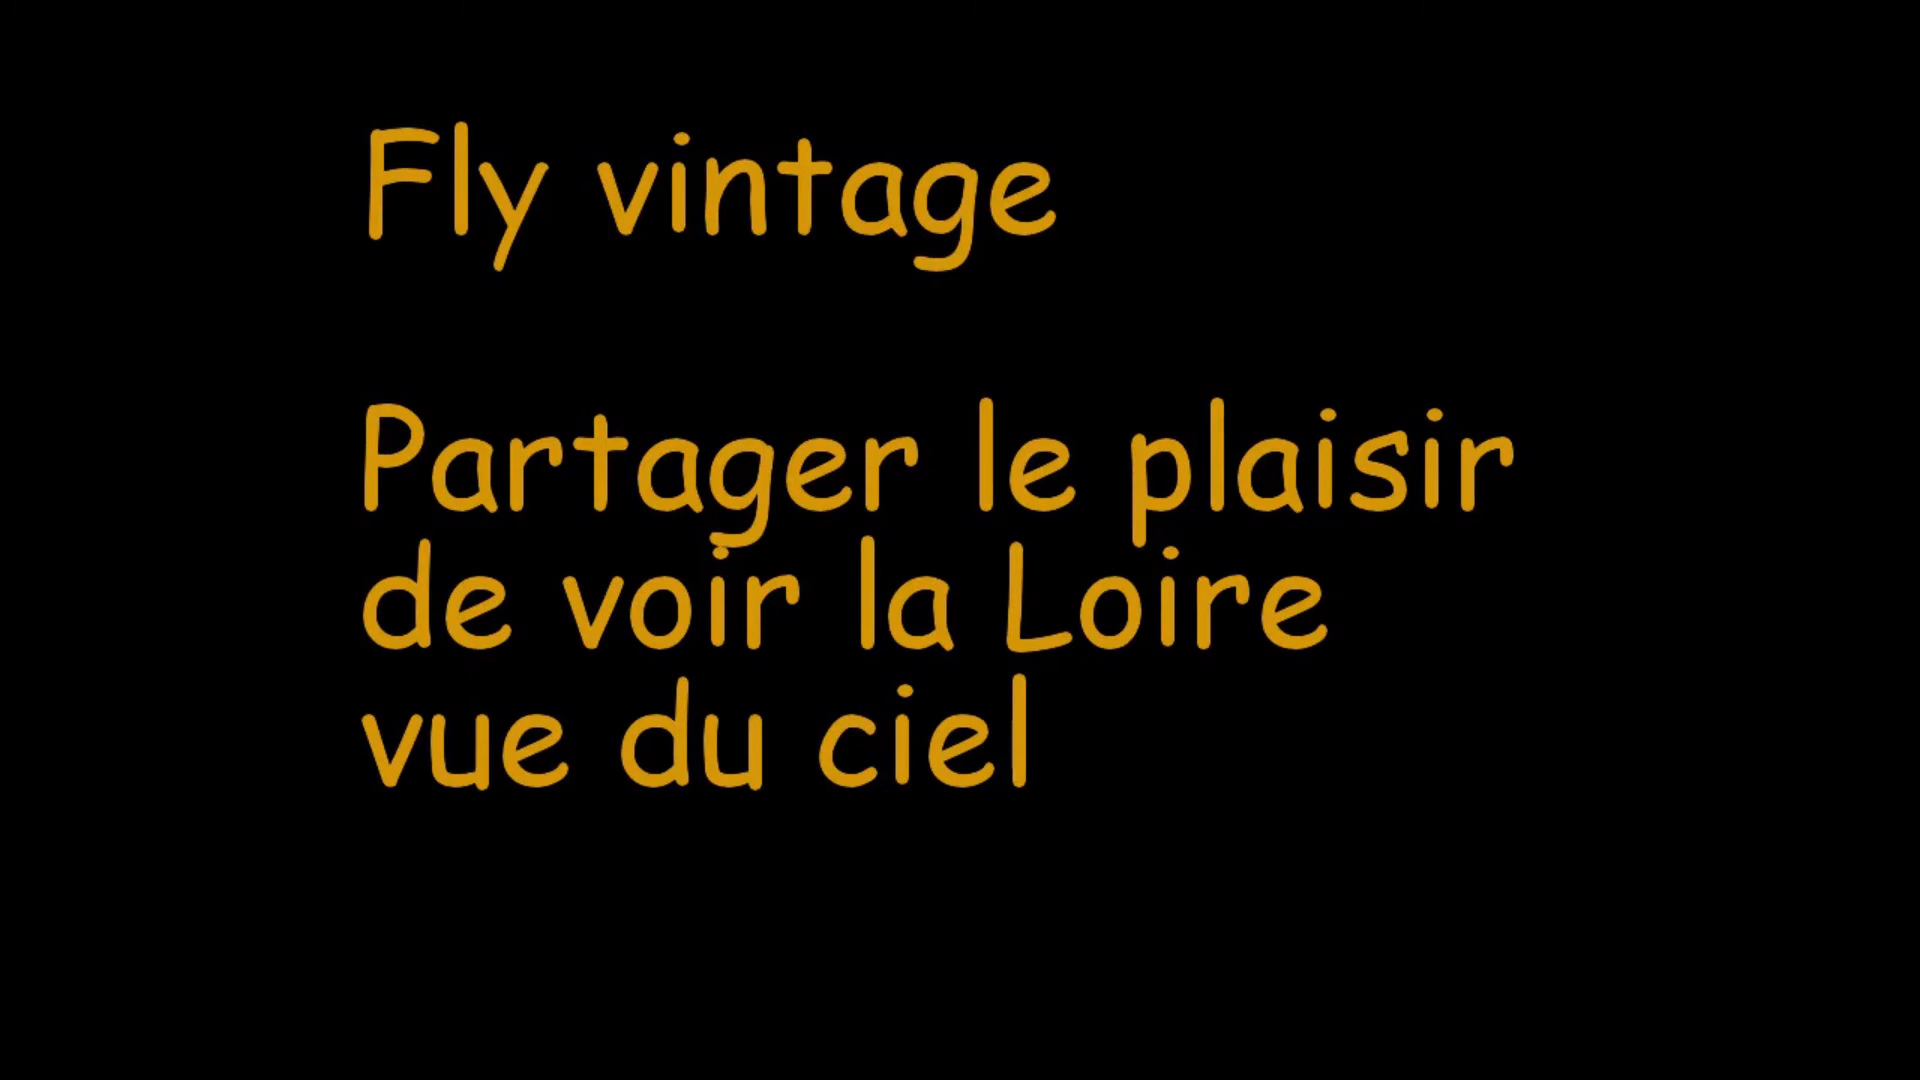 Fly vintage
Partager le plaisir
de voir la Loire
vue du ciel